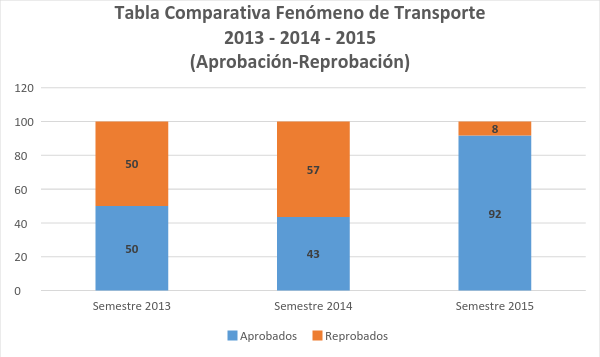 Tabla Comparativa Fenómeno de Transporte
2013 - 2014 - 2015
(Aprobación-Reprobación)
120
100
80
60
40
20
0
50
50
57
43
8
92
Semestre 2013
Semestre 2014
Semestre 2015
Aprobados
Reprobados